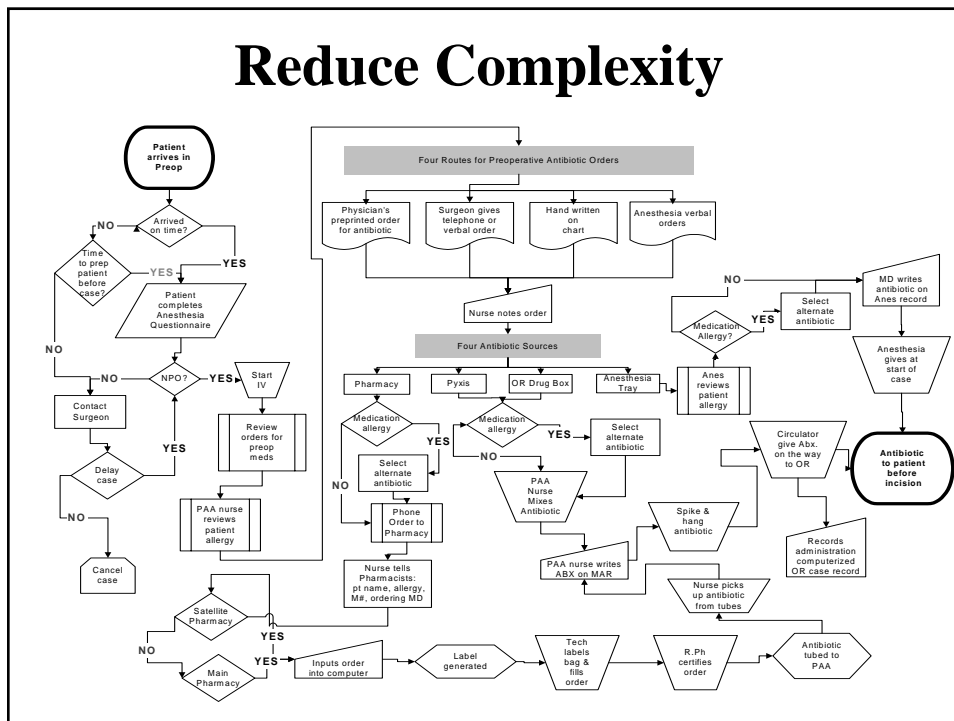 Reduce Complexity
Patient
arrives in
Preop
Arrived
on time?
NO
YES
Time
to prep
patient
before
case?
YES
NO
Patient
completes
Anesthesia
Questionnaire
NPO?
NO
YES
Start
IV
Contact
Surgeon
Delay
case
YES
NO
Cancel
case
Review
orders for
preop
meds
PAA nurse
reviews
patient
allergy
Four Routes for Preoperative Antibiotic Orders
Physician's
preprinted order
for antibiotic
Surgeon gives
telephone or
verbal order
Hand written
on
chart
Anesthesia verbal
orders
Nurse notes order
Four Antibiotic Sources
Pharmacy
Pyxis
OR Drug Box
Anesthesia
Tray
Medication
allergy
YES
NO
Select
alternate
antibiotic
Phone
Order to
Pharmacy
Nurse tells
Pharmacists:
pt name, allergy,
M#, ordering MD
Medication
allergy
YES
NO
Select
alternate
antibiotic
PAA
Nurse
Mixes
Antibiotic
PAA nurse writes
ABX on MAR
Spike &
hang
antibiotic
Anes
reviews
patient
allergy
Medication
Allergy?
NO
YES
Select
alternate
antibiotic
MD writes
antibiotic on
Anes record
Anesthesia
gives at
start of
case
Circulator
give Abx.
on the way
to OR
Antibiotic
to patient
before
incision
Records
administration
computerized
OR case record
Nurse picks
up antibiotic
from tubes
Satellite
Pharmacy
YES
NO
Main
Pharmacy
YES
Inputs order
into computer
Label
generated
Tech
labels
bag &
fills
order
R.Ph
certifies
order
Antibiotic
tubed to
PAA